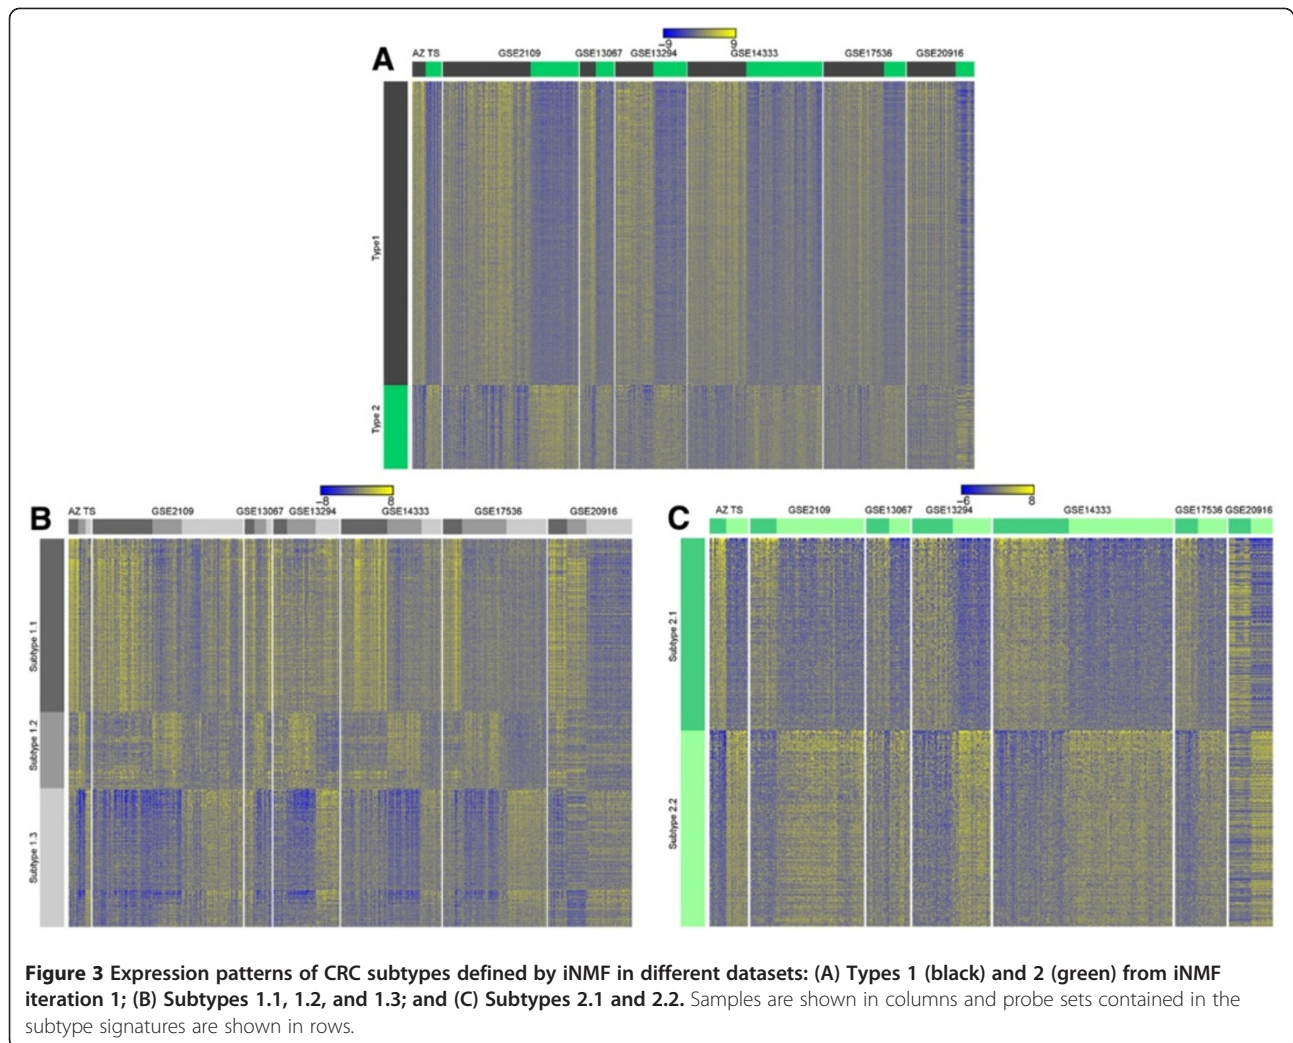 A
-9 9
AZ TS GSE2109 GSE13067 GSE13294 GSE14333 GSE17536 GSE20916
Type1
Type 2
B
-8 8
AZ TS GSE2109 GSE13067 GSE13294 GSE14333 GSE17536 GSE20916
Subtype 1.1
Subtype 1.2
Subtype 1.3
C
-6 8
AZ TS GSE2109 GSE13067 GSE13294 GSE14333 GSE17536 GSE20916
Subtype 2.1
Subtype 2.2
Figure 3 Expression patterns of CRC subtypes defined by iNMF in different datasets: (A) Types 1 (black) and 2 (green) from iNMF
iteration 1; (B) Subtypes 1.1, 1.2, and 1.3; and (C) Subtypes 2.1 and 2.2. Samples are shown in columns and probe sets contained in the
subtype signatures are shown in rows.